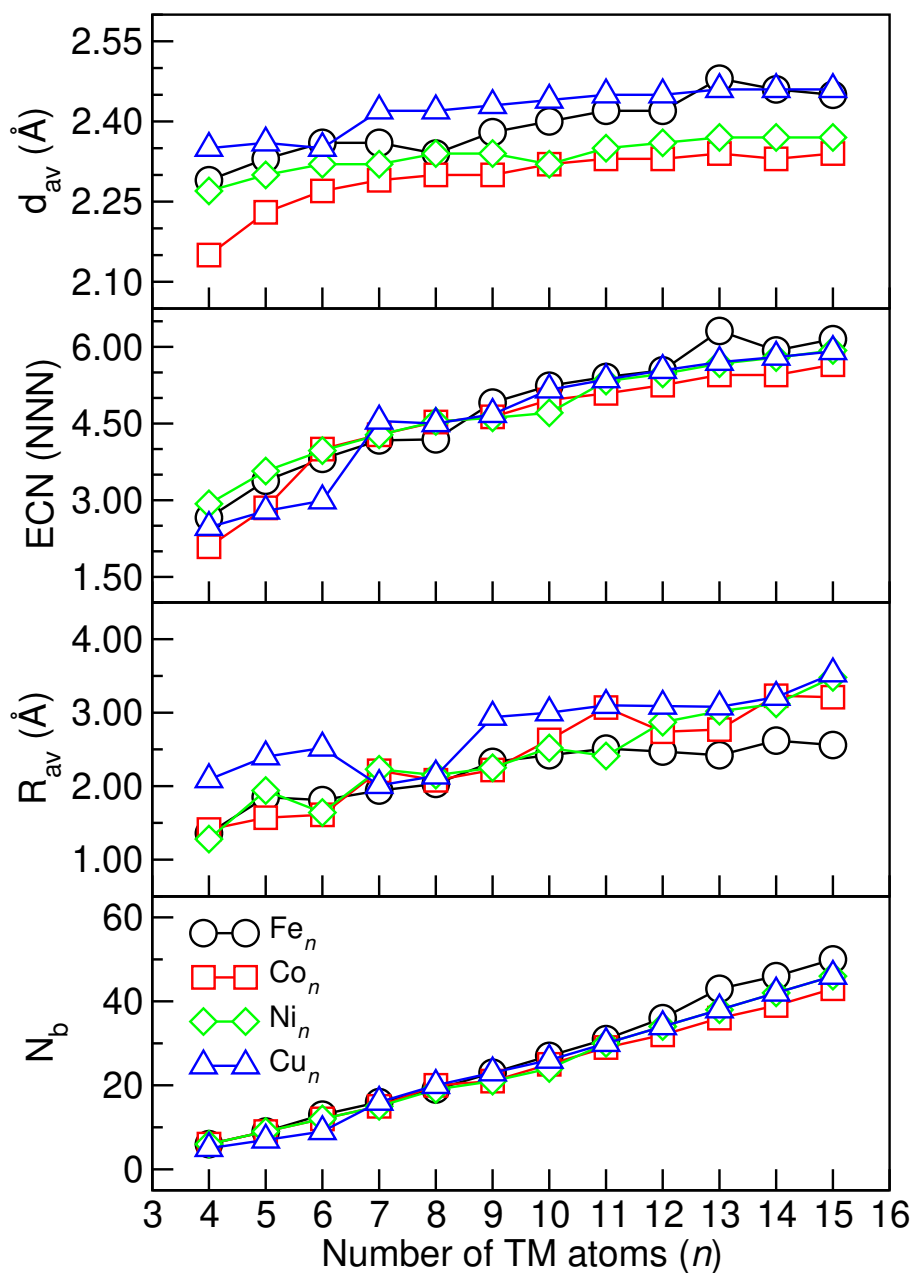 2.55
2.40
2.25
2.10
d_av (Å)
6.00
4.50
3.00
1.50
ECN (NNN)
4.00
3.00
2.00
1.00
R_av (Å)
60
40
20
0
N_b
Fe_n
Co_n
Ni_n
Cu_n
3 4 5 6 7 8 9 10 11 12 13 14 15 16
Number of TM atoms (n)